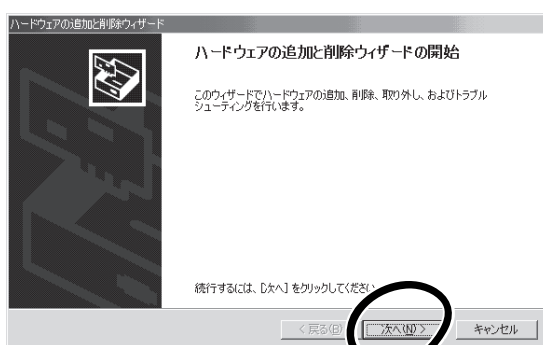 ハードウェアの追加と削除ウィザード
ハードウェアの追加と削除ウィザードの開始
このウィザードでハードウェアの追加、削除、取り外し、およびトラブル
シューティングを行います。
続行するには、[次へ] をクリックしてください
< 戻る(B)
次へ(N) >
キャンセル